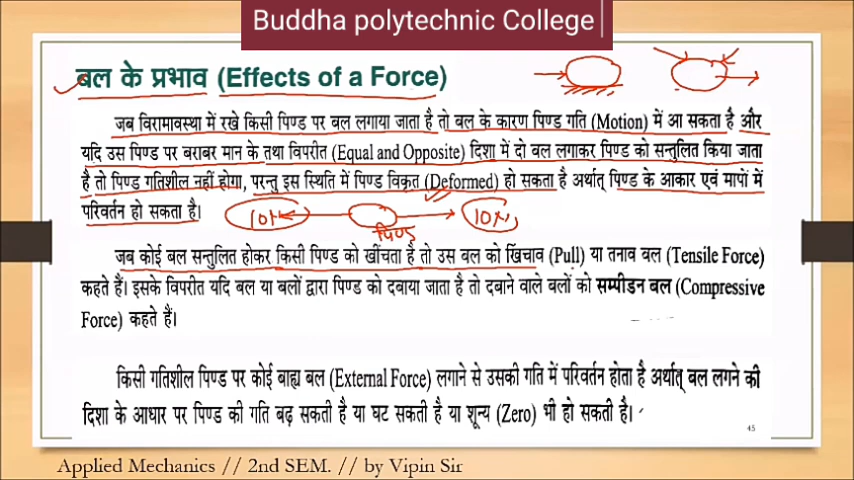 Buddha polytechnic College
बल के प्रभाव (Effects of a Force)
जब विरामावस्था में रखे किसी पिण्ड पर बल लगाया जाता है तो बल के कारण पिण्ड गति (Motion) में आ सकता है और
यदि उस पिण्ड पर बराबर मान के तथा विपरीत (Equal and Opposite) दिशा में दो बल लगाकर पिण्ड को सन्तुलित किया जाता
है तो पिण्ड गतिशील नहीं होगा, परन्तु इस स्थिति में पिण्ड विकृत (Deformed) हो सकता है अर्थात् पिण्ड के आकार एवं मापों में
परिवर्तन हो सकता है।
पिण्ड
जब कोई बल सन्तुलित होकर किसी पिण्ड को खींचता है तो उस बल को खिंचाव (Pull) या तनाव बल (Tensile Force)
कहते हैं। इसके विपरीत यदि बल या बलों द्वारा पिण्ड को दवाया जाता है तो दबाने वाले बलों को सम्पीडन बल (Compressive
Force) कहते हैं।
किसी गतिशील पिण्ड पर कोई बाह्य बल (External Force) लगाने से उसकी गति में परिवर्तन होता है अर्थात् बल लगने की
दिशा के आधार पर पिण्ड की गति बढ़ सकती है या घट सकती है या शून्य (Zero) भी हो सकती है।
45
Applied Mechanics // 2nd SEM. // by Vipin Sir